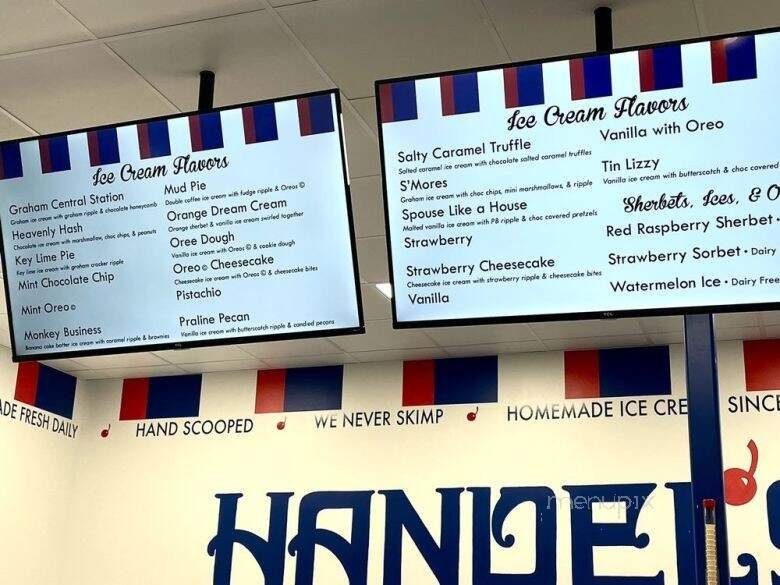 Ice Cream Flavors
Graham Central Station
Graham ice cream with graham ripple & chocolate honeycomb
Heavenly Hash
Chocolate ice cream with marshmallow, choc chips, & peanuts
Key Lime Pie
Key lime ice cream with graham cracker ripple
Mint Chocolate Chip
Mint Oreo©
Monkey Business
Banana cake batter ice cream with caramel ripple & brownies
Mud Pie
Double coffee ice cream with fudge ripple & Oreos ©
Orange Dream Cream
Orange sherbet & vanilla ice cream swirled together
Oree Dough
Vanilla ice cream with Oreos © & cookie dough
Oreo© Cheesecake
Cheesecake ice cream with Oreos © & cheesecake bites
Pistachio
Praline Pecan
Vanilla ice cream with butterscotch ripple & candied pecans
TCL
Ice Cream Flavors
Salty Caramel Truffle
Salted caramel ice cream with chocolate salted caramel truffles
S'Mores
Graham ice cream with choc chips, mini marshmallows, & ripple
Spouse Like a House
Malted vanilla ice cream with PB ripple & choc covered pretzels
Strawberry
Strawberry Cheesecake
Cheesecake ice cream with strawberry ripple & cheesecake bites
Vanilla
Vanilla with Oreo
Tin Lizzy
Vanilla ice cream with butterscotch & choc covered
Sherbets, Ices, & O
Red Raspberry Sherbet •
Strawberry Sorbet • Dairy
Watermelon Ice • Dairy Free
TCL
ADE FRESH DAILY
HAND SCOOPED
WE NEVER SKIMP
HOMEMADE ICE CRE
SINCE
HANDEL'S
menupix